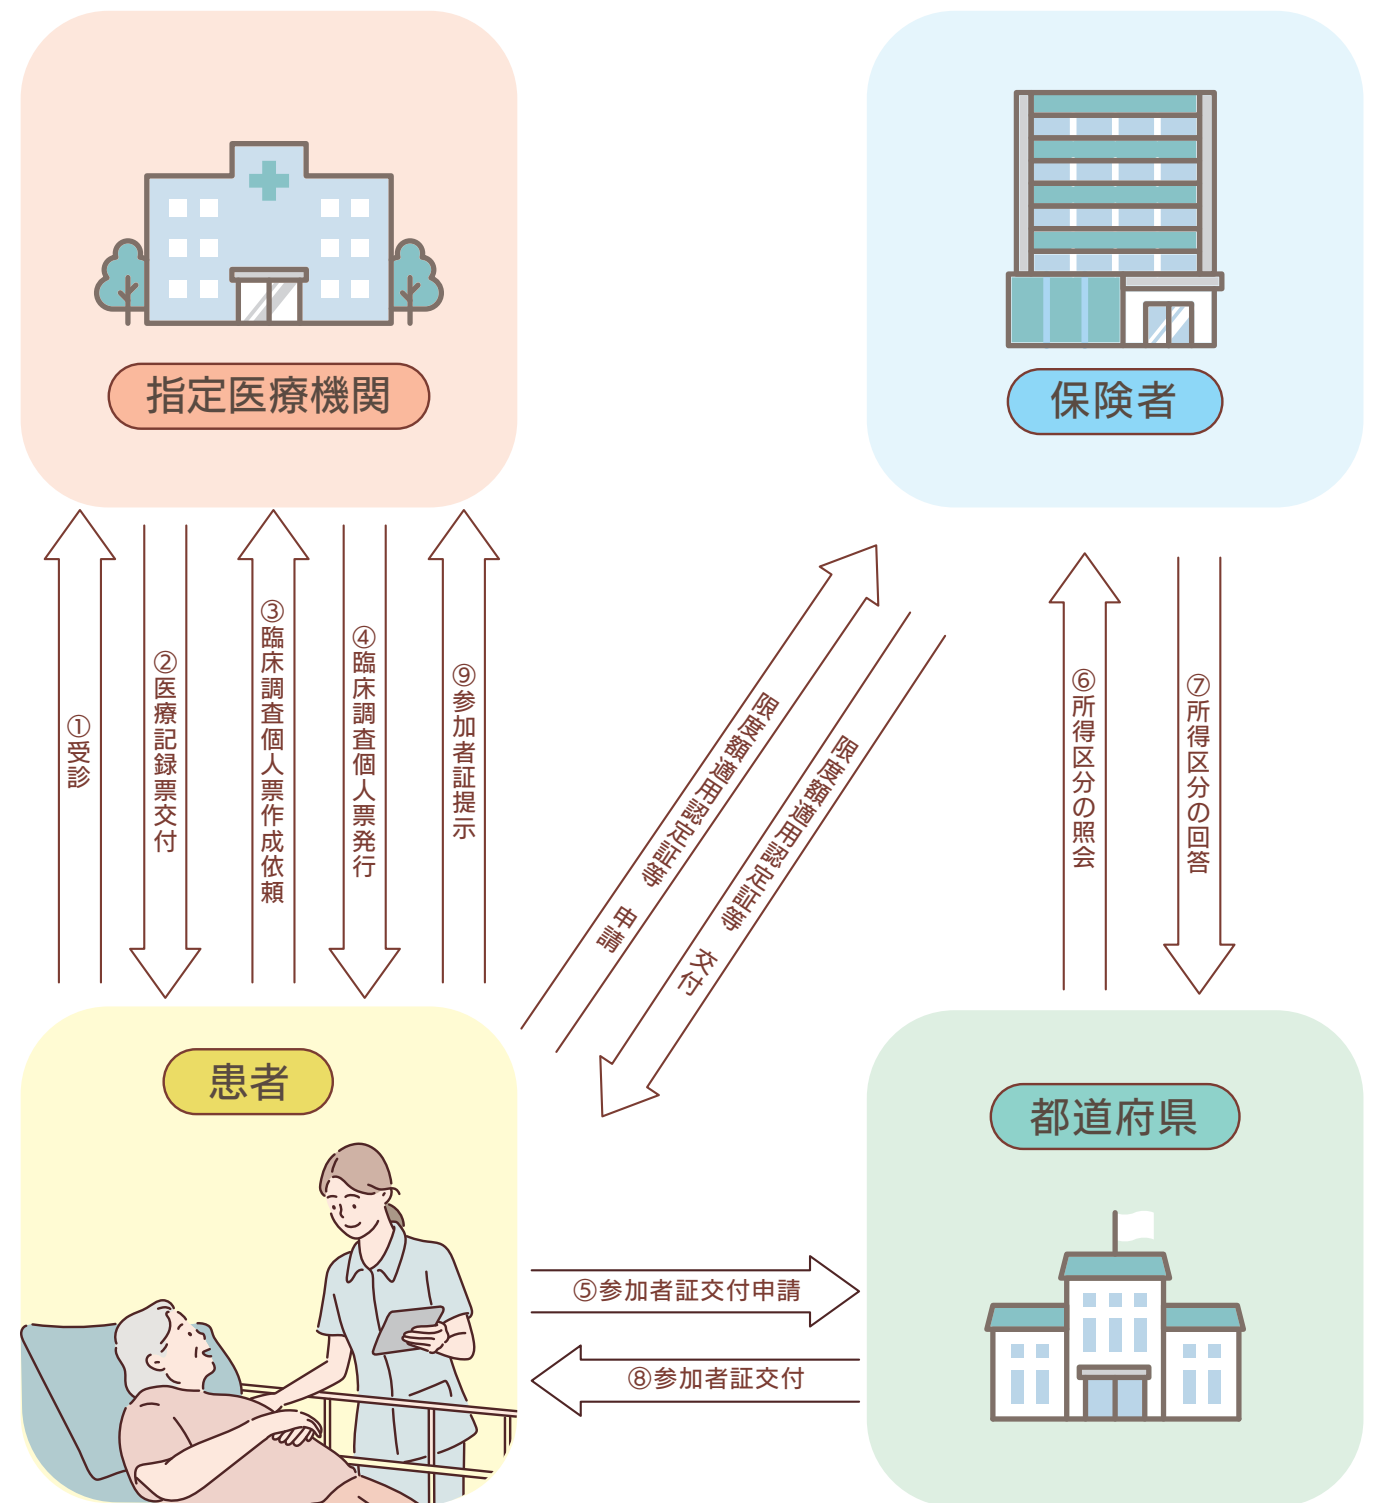 指定医療機関
保険者
①受診
②医療記録票交付
③臨床調査個人票作成依頼
④臨床調査個人票発行
⑨参加者証提示
限度額適用認定証等 申請
限度額適用認定証等 交付
⑥所得区分の照会
⑦所得区分の回答
患者
都道府県
⑤参加者証交付申請
⑧参加者証交付